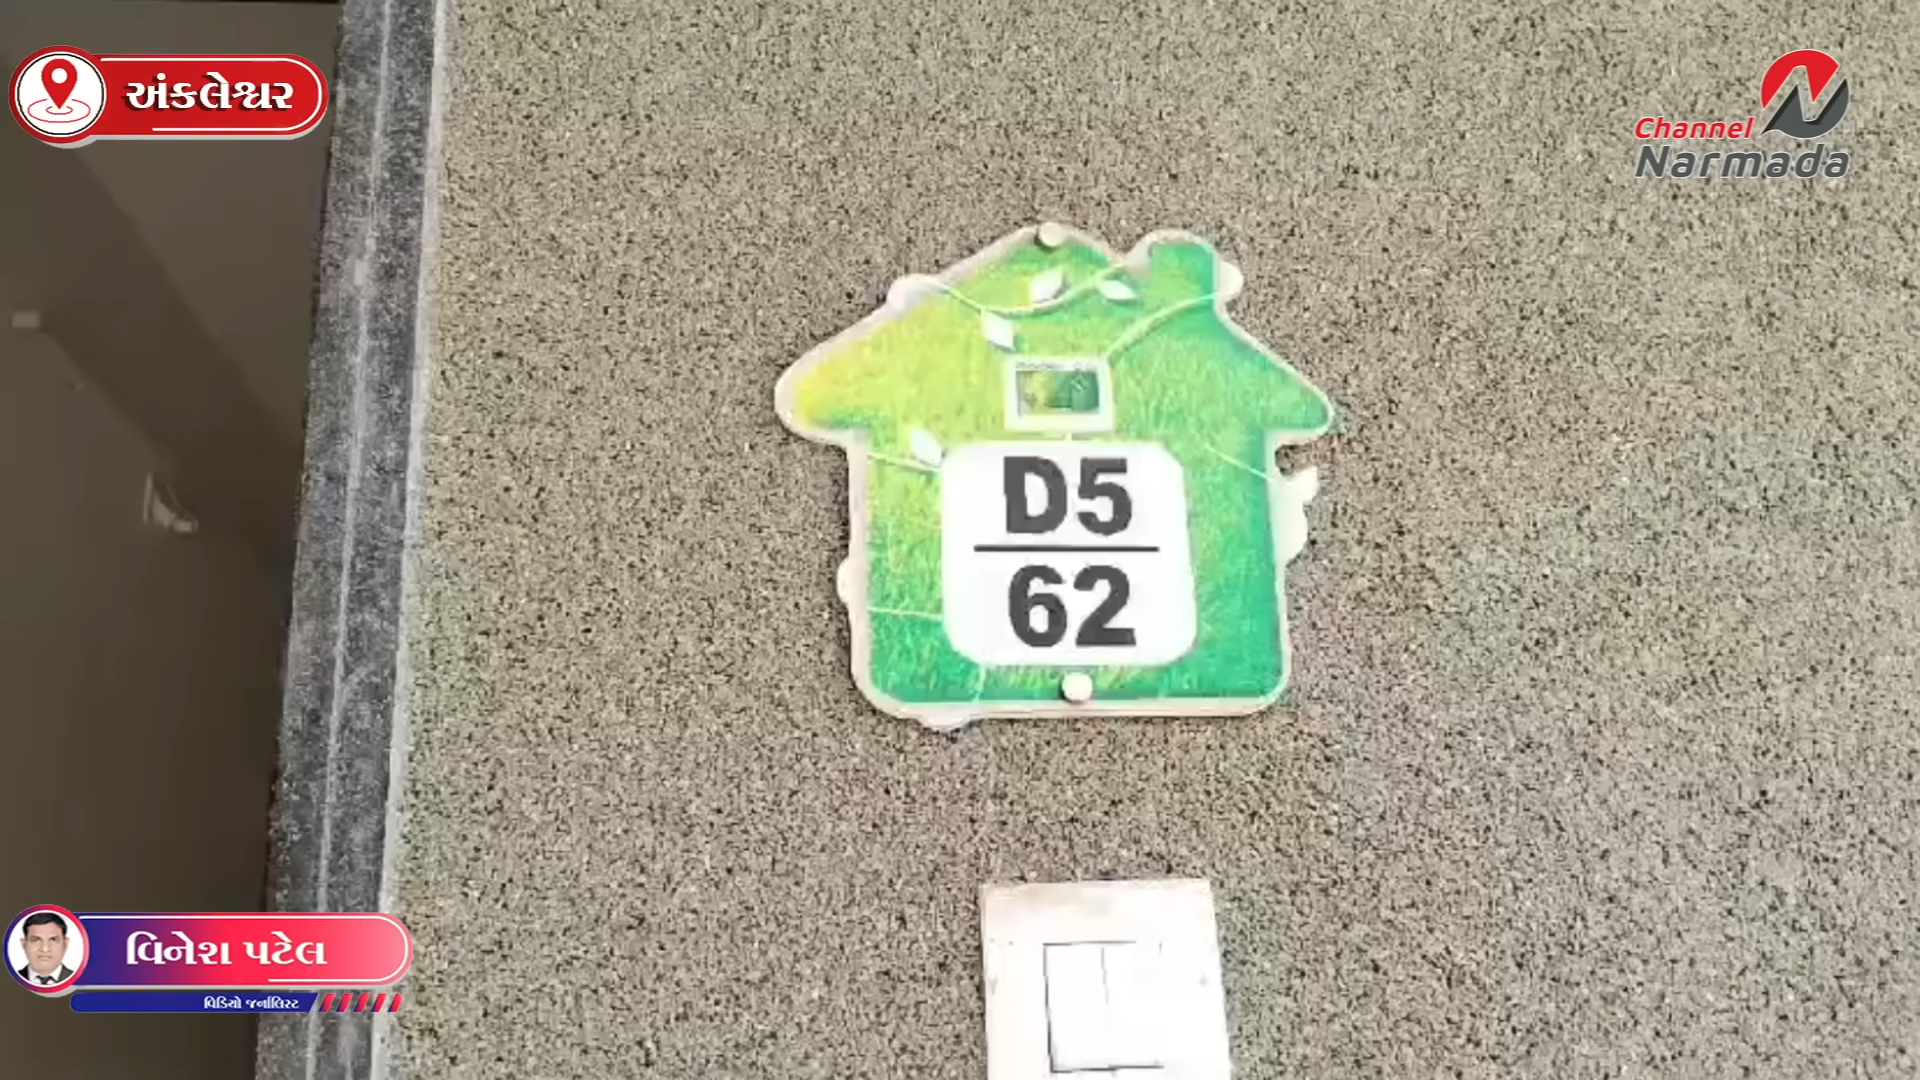 અંકલેશ્વર
Channel
Narmada
D5
62
વિનેશ પટેલ
વિડિયો જર્નાલિસ્ટ